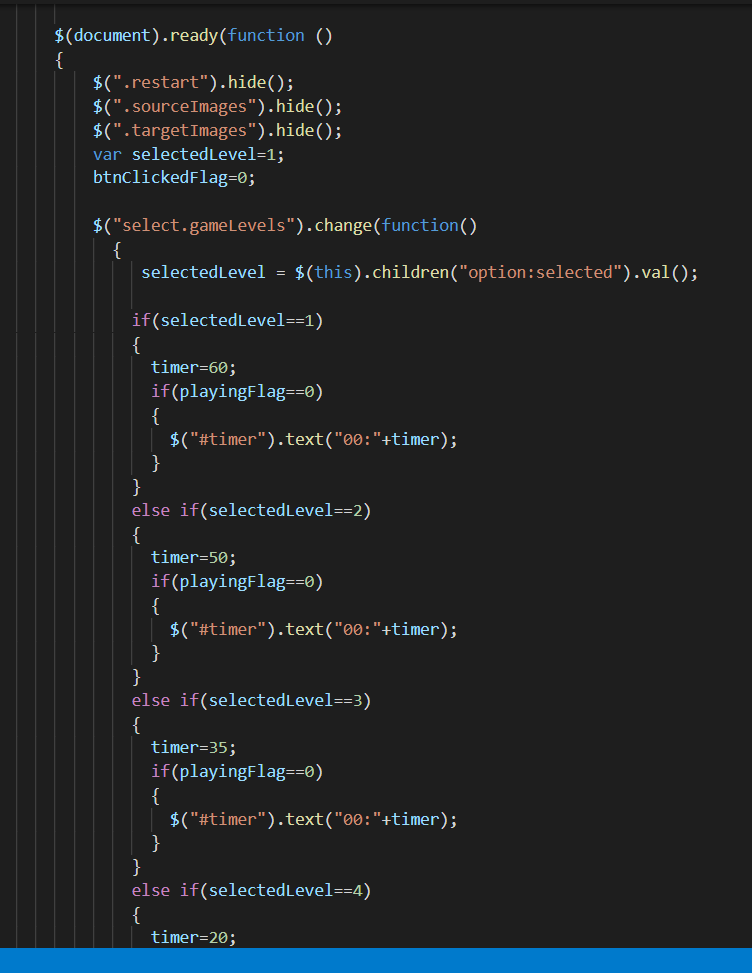 $(document).ready(function ()
{
$(".restart").hide();
$(".sourceImages").hide();
$(".targetImages").hide();
var selectedLevel=1;
btnClickedFlag=0;
$("select.gameLevels").change(function()
{
selectedLevel = $(this).children("option:selected").val();
if(selectedLevel==1)
{
timer=60;
if(playingFlag==0)
{
$("#timer").text("00:"+timer);
}
}
else if(selectedLevel==2)
{
timer=50;
if(playingFlag==0)
{
$("#timer").text("00:"+timer);
}
}
else if(selectedLevel==3)
{
timer=35;
if(playingFlag==0)
{
$("#timer").text("00:"+timer);
}
}
else if(selectedLevel==4)
{
timer=20;